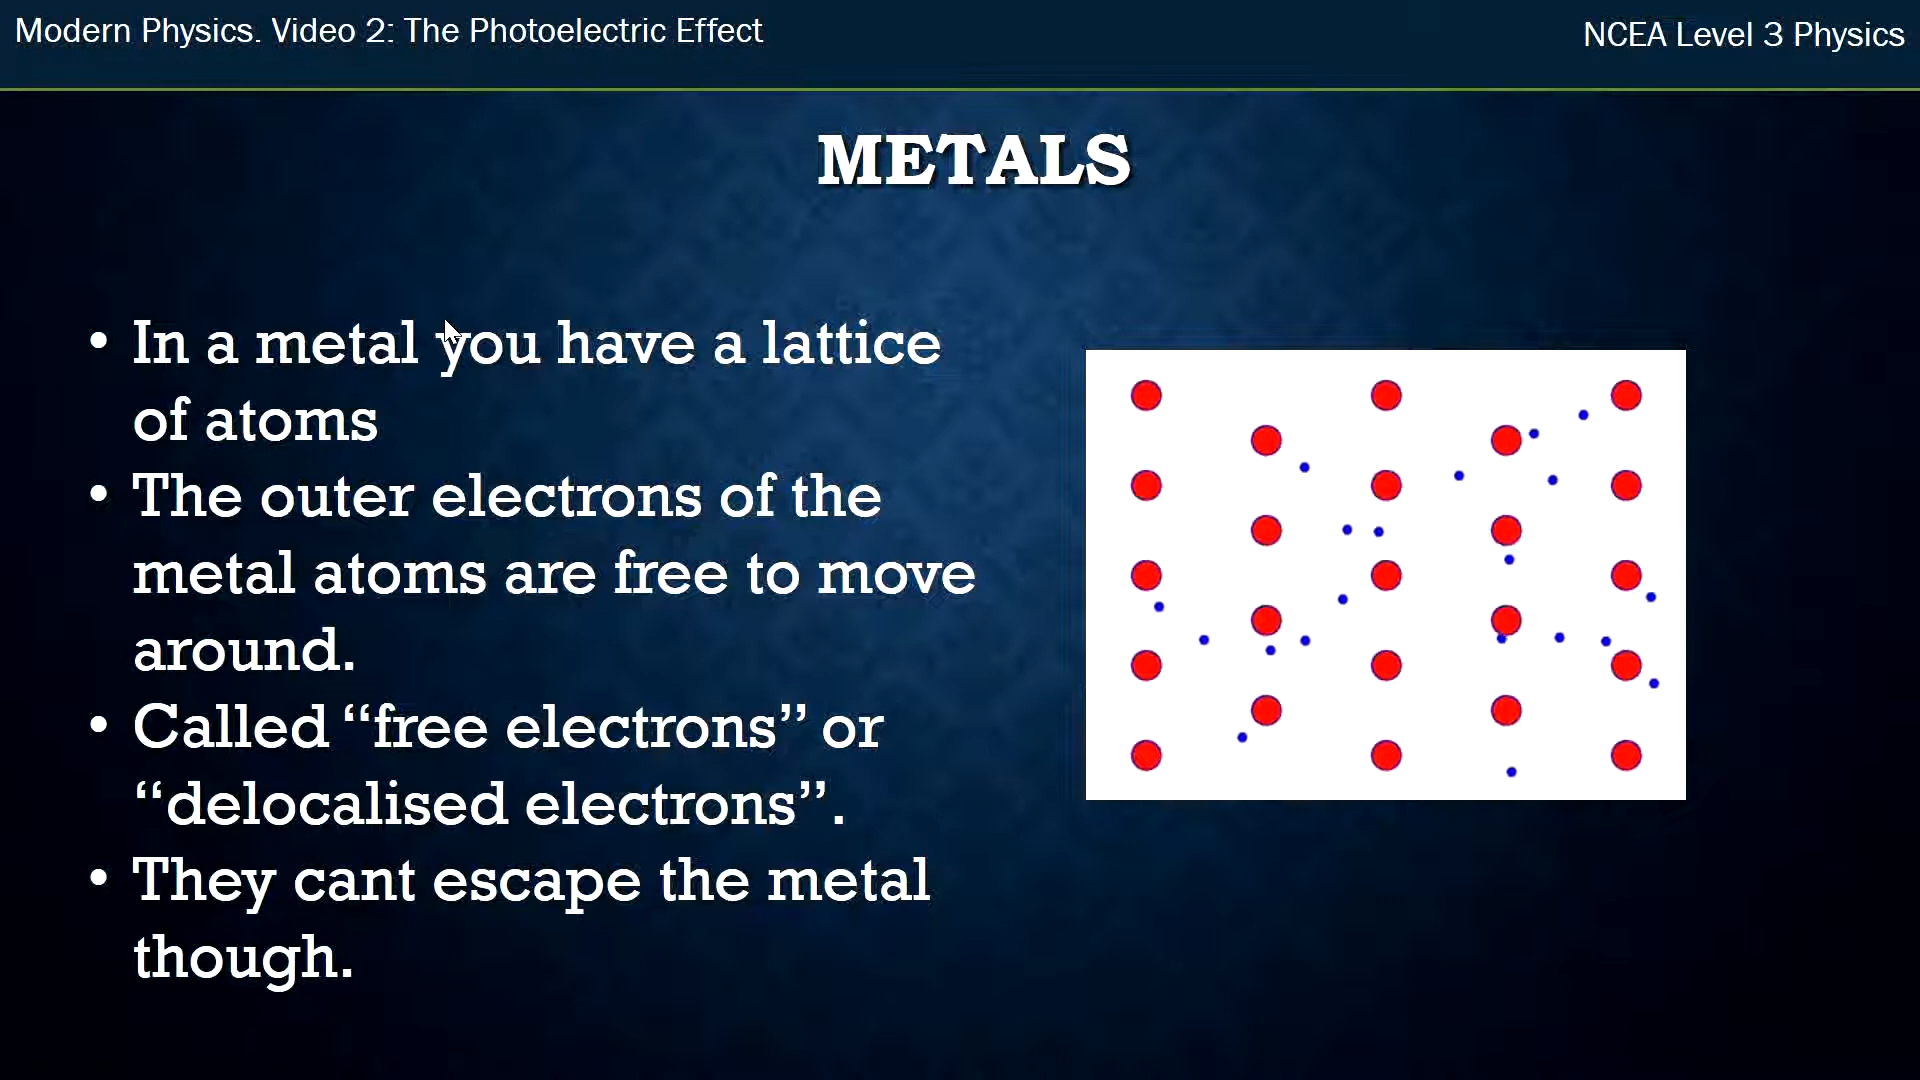 Modern Physics. Video 2: The Photoelectric Effect
NCEA Level 3 Physics
METALS
• In a metal you have a lattice
of atoms
• The outer electrons of the
metal atoms are free to move
around.
• Called “free electrons” or
“delocalised electrons”.
• They cant escape the metal
though.